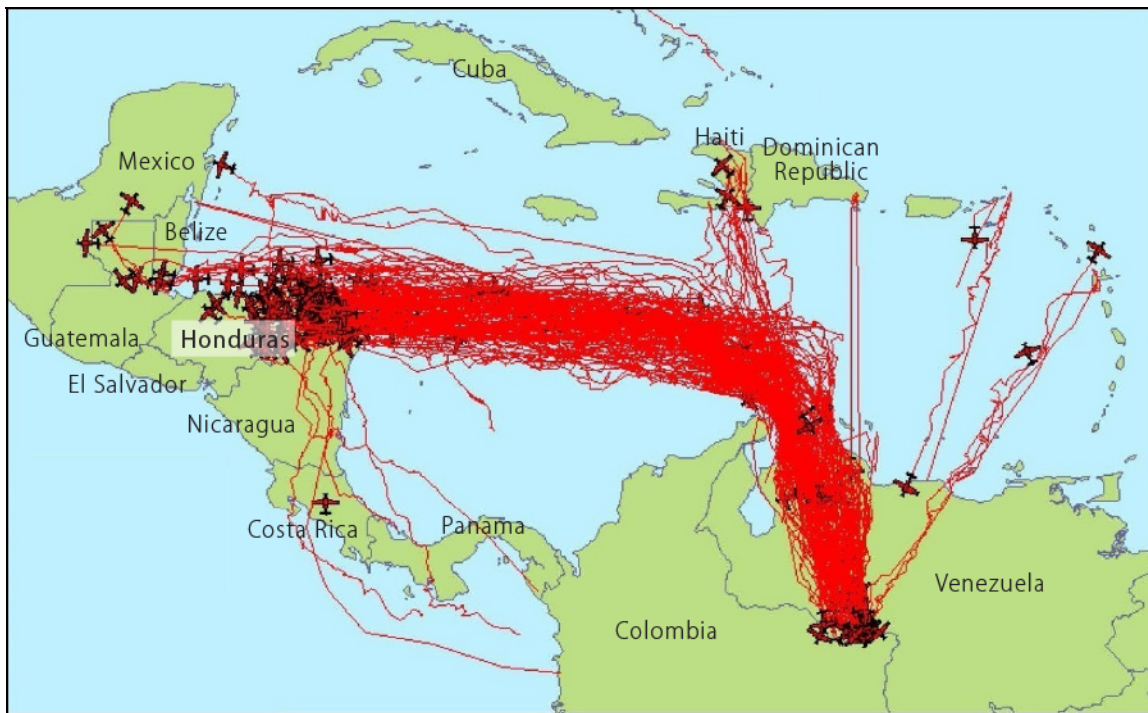 Cuba
Haiti
Dominican
Republic
Mexico
Belize
Guatemala
Honduras
El Salvador
Nicaragua
Costa Rica
Panama
Colombia
Venezuela